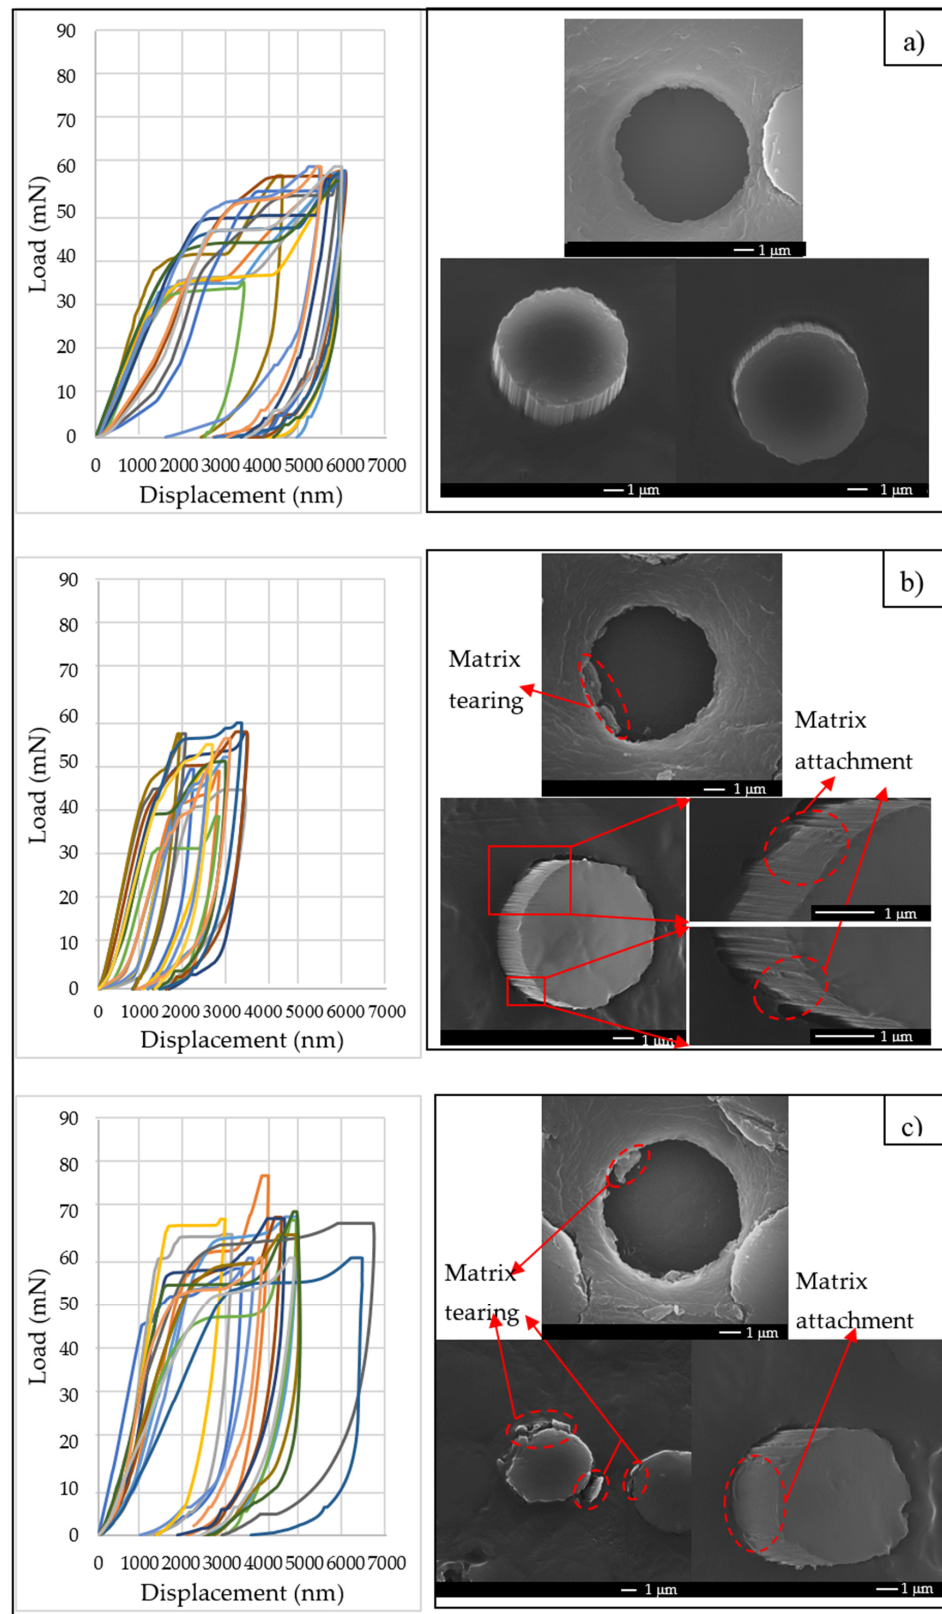 a)
90
80
70
60
50
40
30
20
10
0
Load (mN)
0 1000 2000 3000 4000 5000 6000 7000
Displacement (nm)
1 μm
1 μm
1 μm
b)
90
80
70
60
50
40
30
20
10
0
Load (mN)
0 1000 2000 3000 4000 5000 6000 7000
Displacement (nm)
Matrix
tearing
1 μm
Matrix
attachment
1 μm
1 μm
1 μm
c)
90
80
70
60
50
40
30
20
10
0
Load (mN)
0 1000 2000 3000 4000 5000 6000 7000
Displacement (nm)
1 μm
Matrix
tearing
Matrix
attachment
1 μm
1 μm